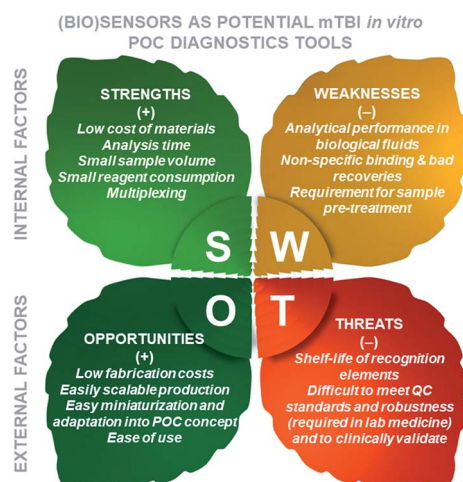 (BIO)SENSORS AS POTENTIAL mTBI in vitro
POC DIAGNOSTICS TOOLS
INTERNAL FACTORS
STRENGTHS
(+)
Low cost of materials
Analysis time
Small sample volume
Small reagent consumption
Multiplexing
WEAKNESSES
(–)
Analytical performance in
biological fluids
Non-specific binding & bad
recoveries
Requirement for sample
pre-treatment
S
W
O
T
EXTERNAL FACTORS
OPPORTUNITIES
(+)
Low fabrication costs
Easily scalable production
Easy miniaturization and
adaptation into POC concept
Ease of use
THREATS
(–)
Shelf-life of recognition
elements
Difficult to meet QC
standards and robustness
(required in lab medicine)
and to clinically validate